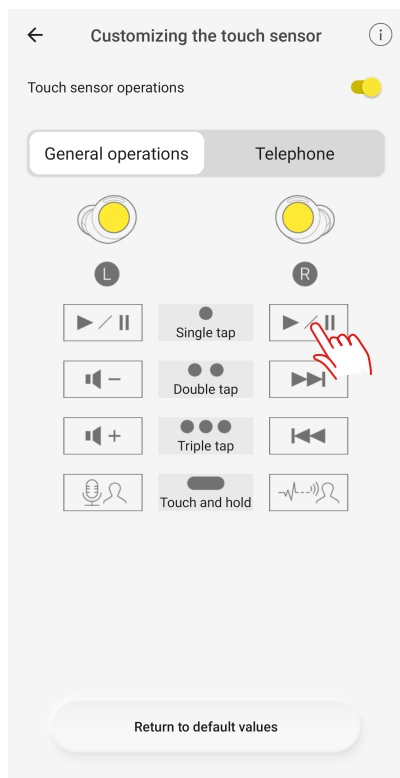 Customizing the touch sensor
i
Touch sensor operations
General operations
Telephone
L
R
Single tap
Double tap
Triple tap
Touch and hold
Return to default values